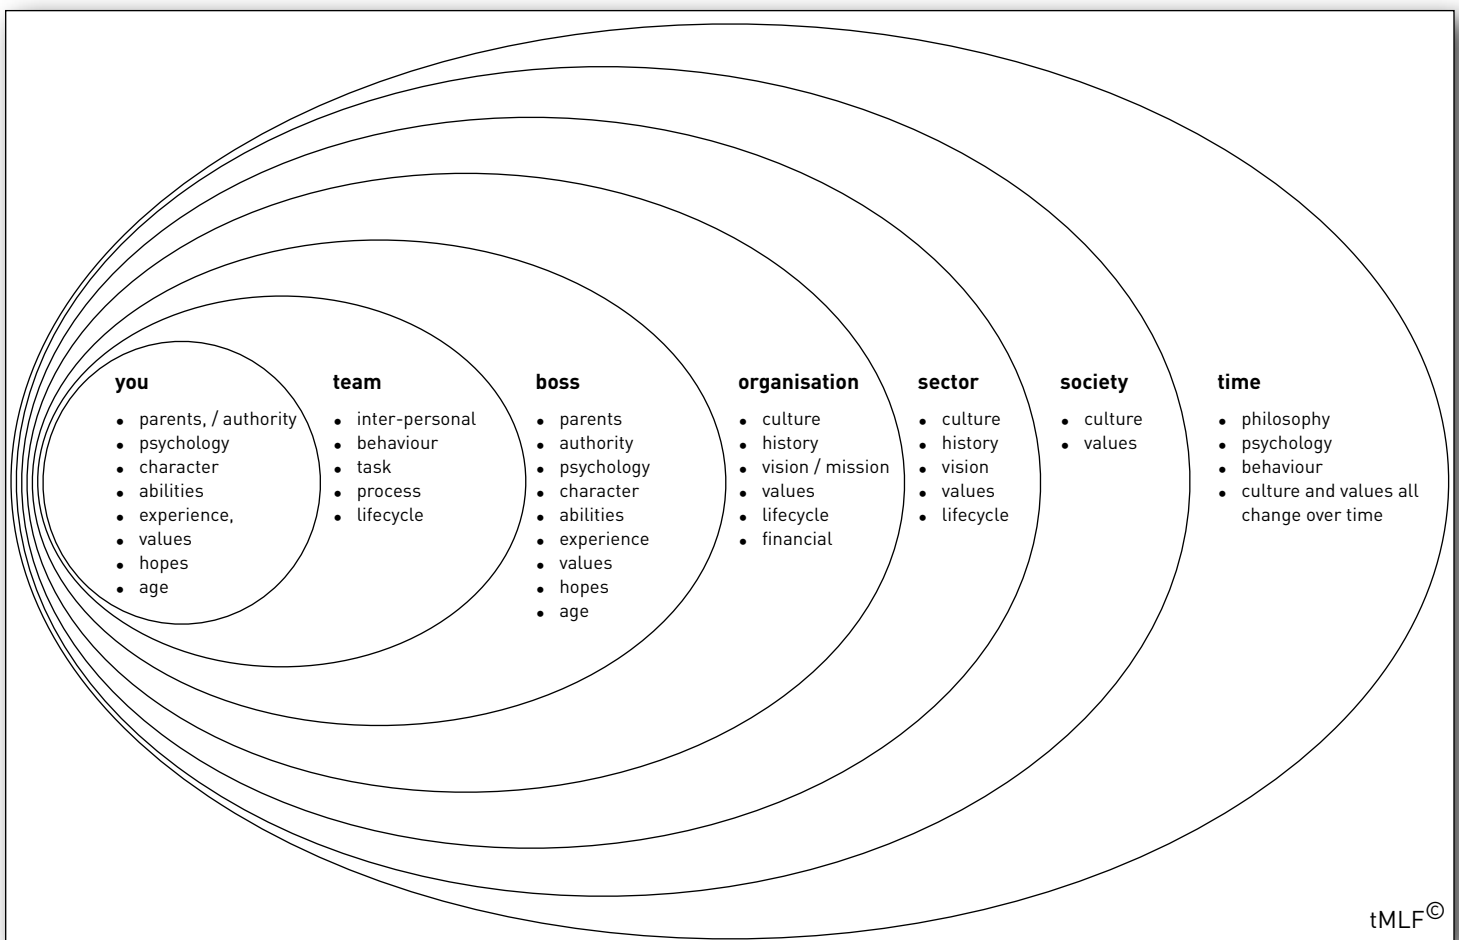 you
• parents, / authority
• psychology
• character
• abilities
• experience,
• values
• hopes
• age
team
• inter-personal
• behaviour
• task
• process
• lifecycle
boss
• parents
• authority
• psychology
• character
• abilities
• experience
• values
• hopes
• age
organisation
• culture
• history
• vision / mission
• values
• lifecycle
• financial
sector
• culture
• history
• vision
• values
• lifecycle
society
• culture
• values
time
• philosophy
• psychology
• behaviour
• culture and values all
change over time
tMLF©